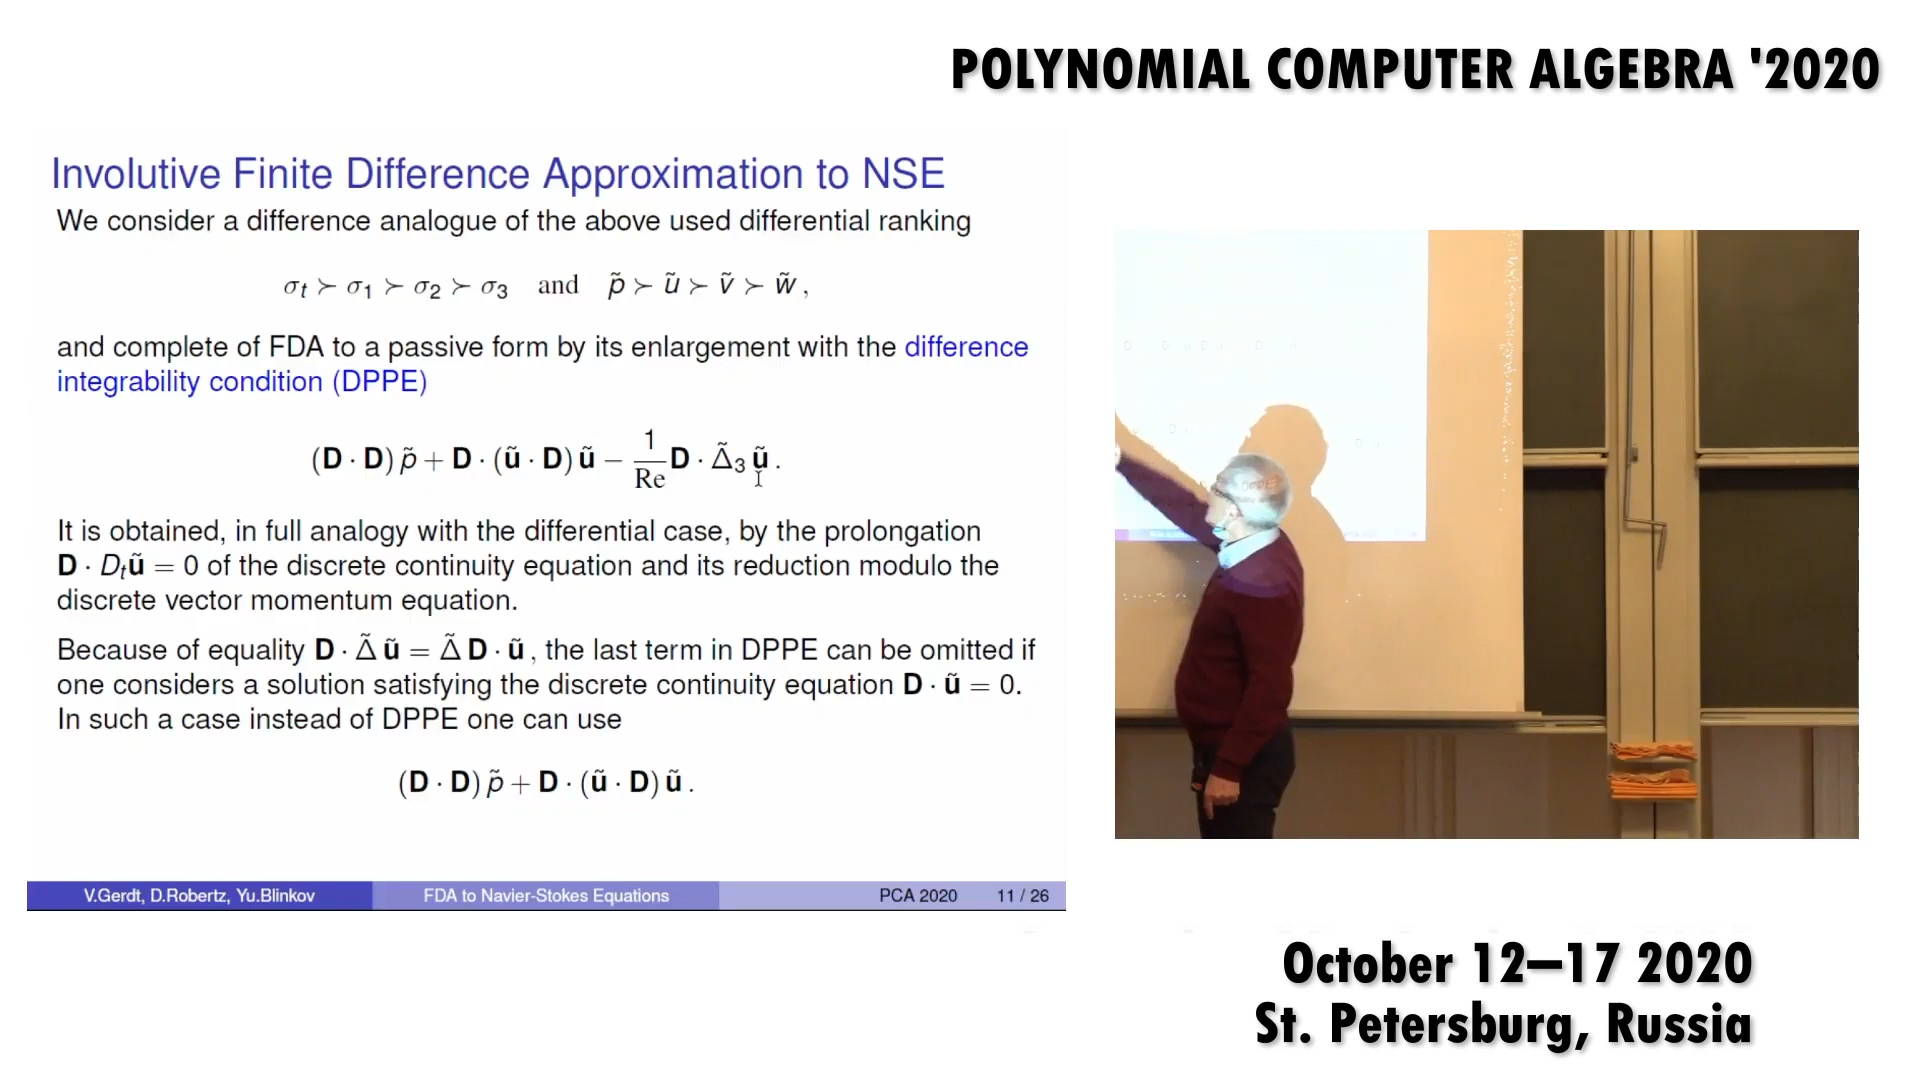 POLYNOMIAL COMPUTER ALGEBRA '2020
Involutive Finite Difference Approximation to NSE
We consider a difference analogue of the above used differential ranking
σₜ ≻ σ₁ ≻ σ₂ ≻ σ₃ and p̃ ≻ ũ ≻ ṽ ≻ w̃ ,
and complete of FDA to a passive form by its enlargement with the difference
integrability condition (DPPE)
(D · D) p̃ + D · (ũ · D) ũ − 1/Re D · Δ̃₃ ũ .
It is obtained, in full analogy with the differential case, by the prolongation
D · Dₜũ = 0 of the discrete continuity equation and its reduction modulo the
discrete vector momentum equation.
Because of equality D · Δ̃ ũ = Δ̃ D · ũ , the last term in DPPE can be omitted if
one considers a solution satisfying the discrete continuity equation D · ũ = 0.
In such a case instead of DPPE one can use
(D · D) p̃ + D · (ũ · D) ũ .
V.Gerdt, D.Robertz, Yu.Blinkov FDA to Navier-Stokes Equations PCA 2020 11 / 26
October 12–17 2020
St. Petersburg, Russia